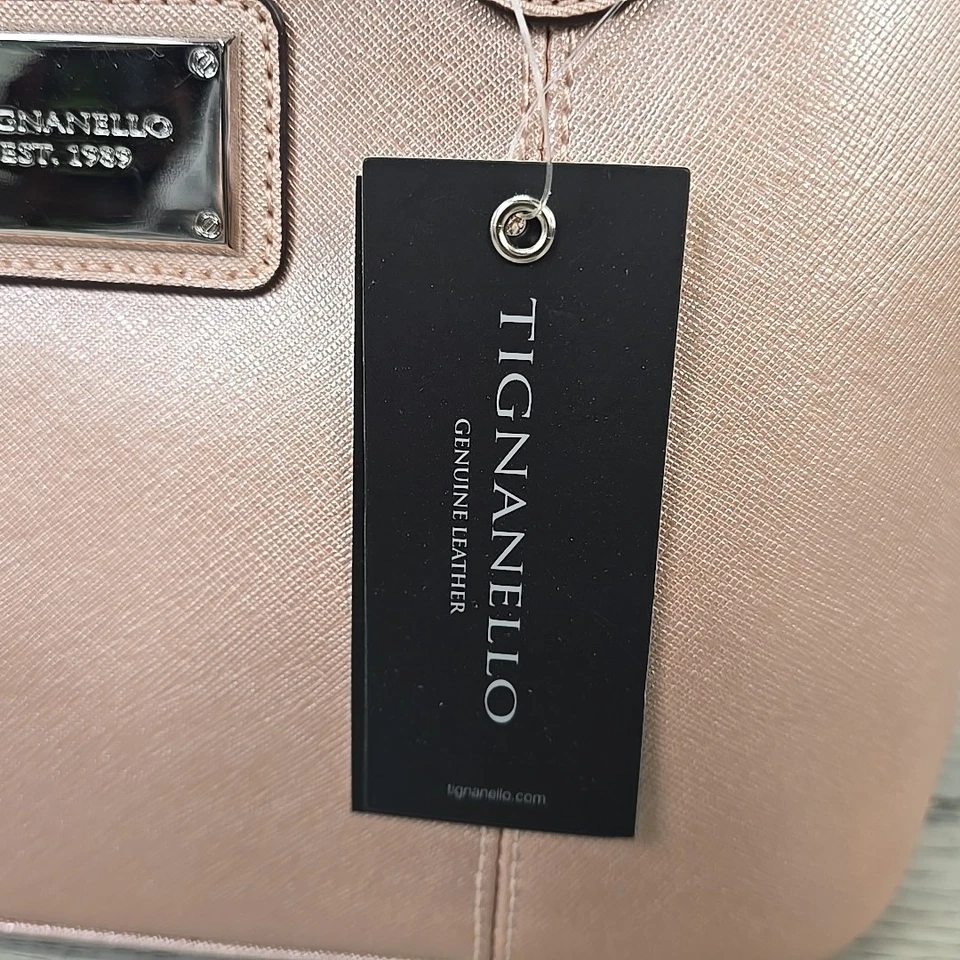 GNANELLO
EST. 1989
TIGNANELLO
GENUINE LEATHER
tignanello.com